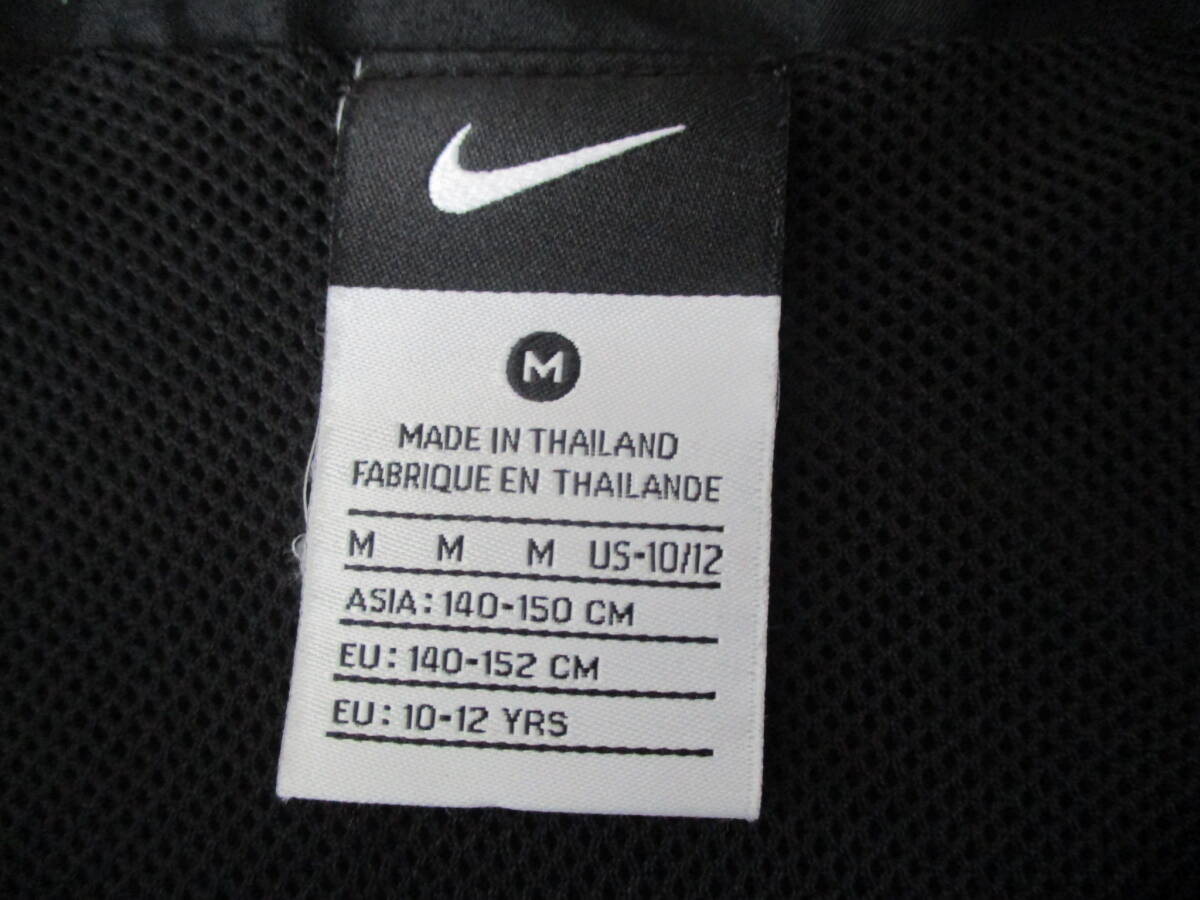 M
MADE IN THAILAND
FABRIQUE EN THAILANDE
M M M US-10/12
ASIA: 140-150 CM
EU: 140-152 CM
EU: 10-12 YRS